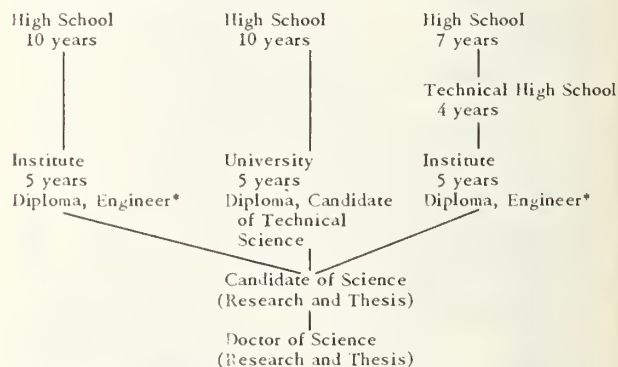 High School
10 years
High School
10 years
High School
7 years
Technical High School
4 years
Institute
5 years
Diploma, Engineer*
University
5 years
Diploma, Candidate
of Technical
Science
Institute
5 years
Diploma, Engineer*
Candidate of Science
(Research and Thesis)
Doctor of Science
(Research and Thesis)